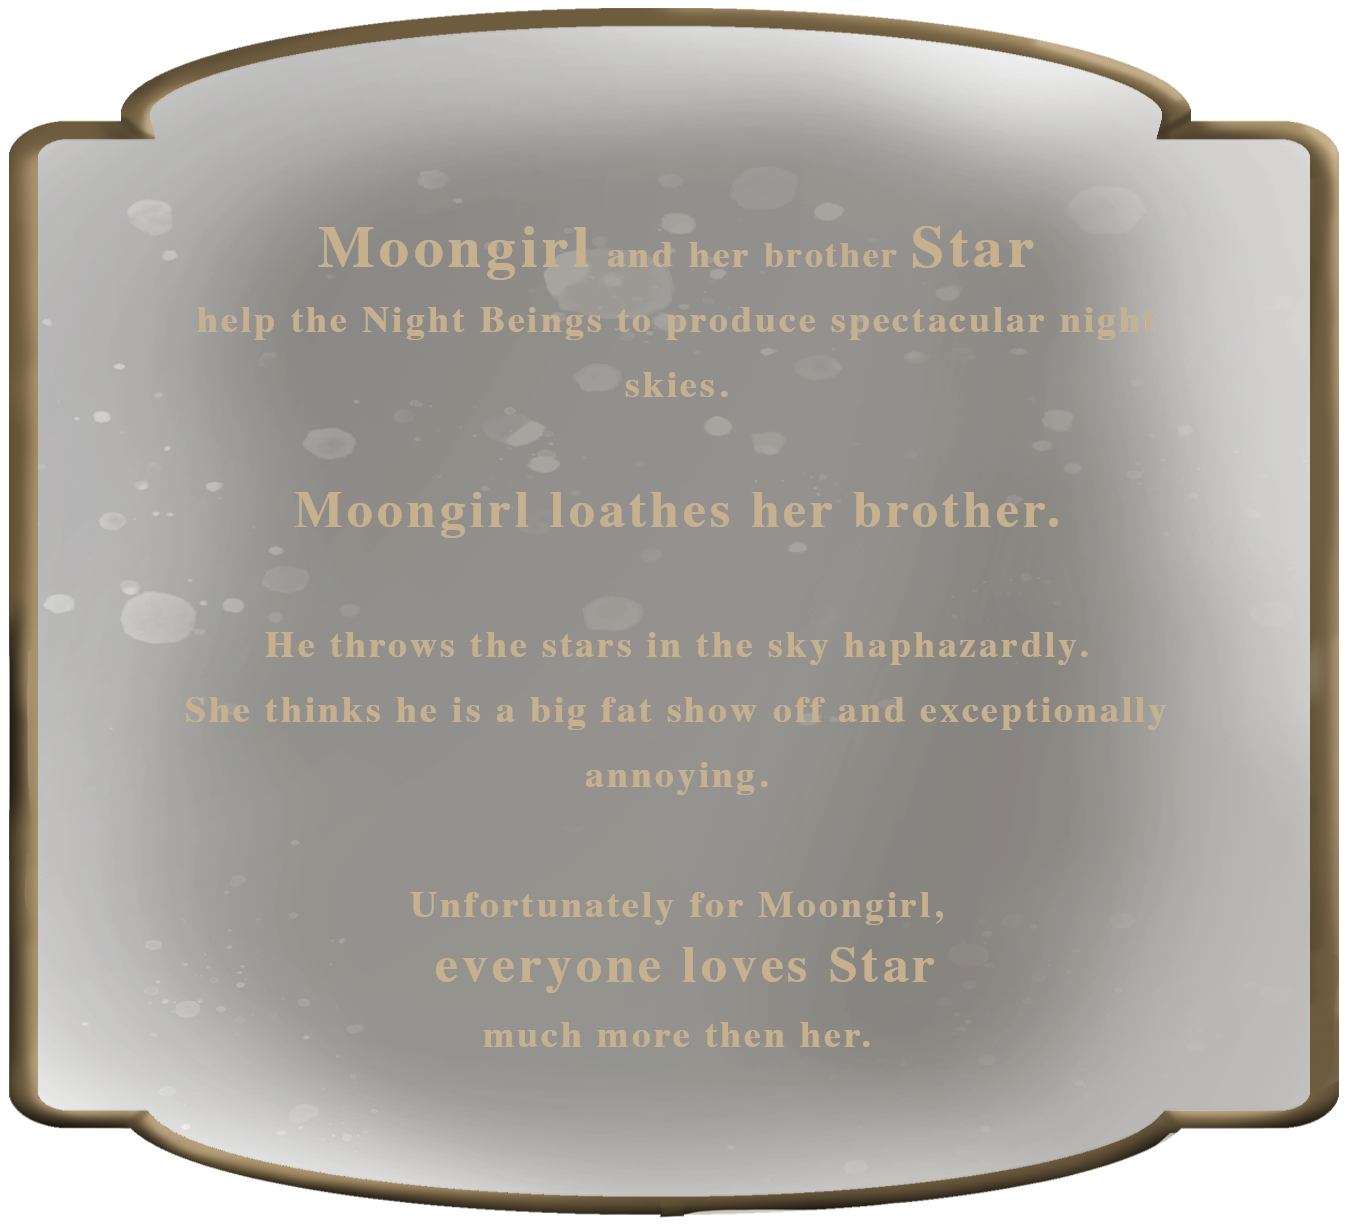 Moongirl and her brother Star
help the Night Beings to produce spectacular night
skies.
Moongirl loathes her brother.
He throws the stars in the sky haphazardly.
She thinks he is a big fat show off and exceptionally
annoying.
Unfortunately for Moongirl,
everyone loves Star
much more then her.